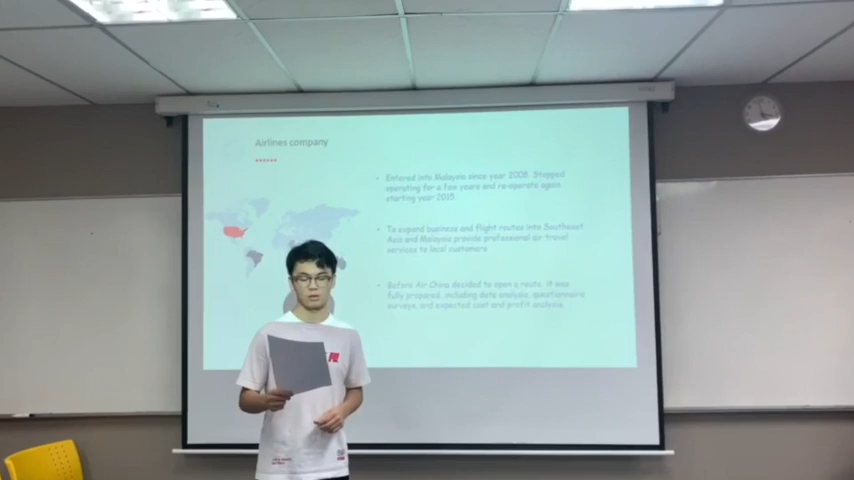 Airlines company
• Entered into Malaysia since year 2008. Stopped
operating for a few years and re-operate again
starting year 2015.
• To expand business and flight routes into Southeast
Asia and Malaysia provide professional air travel
services to local customers
• Before Air China decided to open a route, it was
fully prepared, including data analysis, questionnaire
surveys, and expected cost and profit analysis.